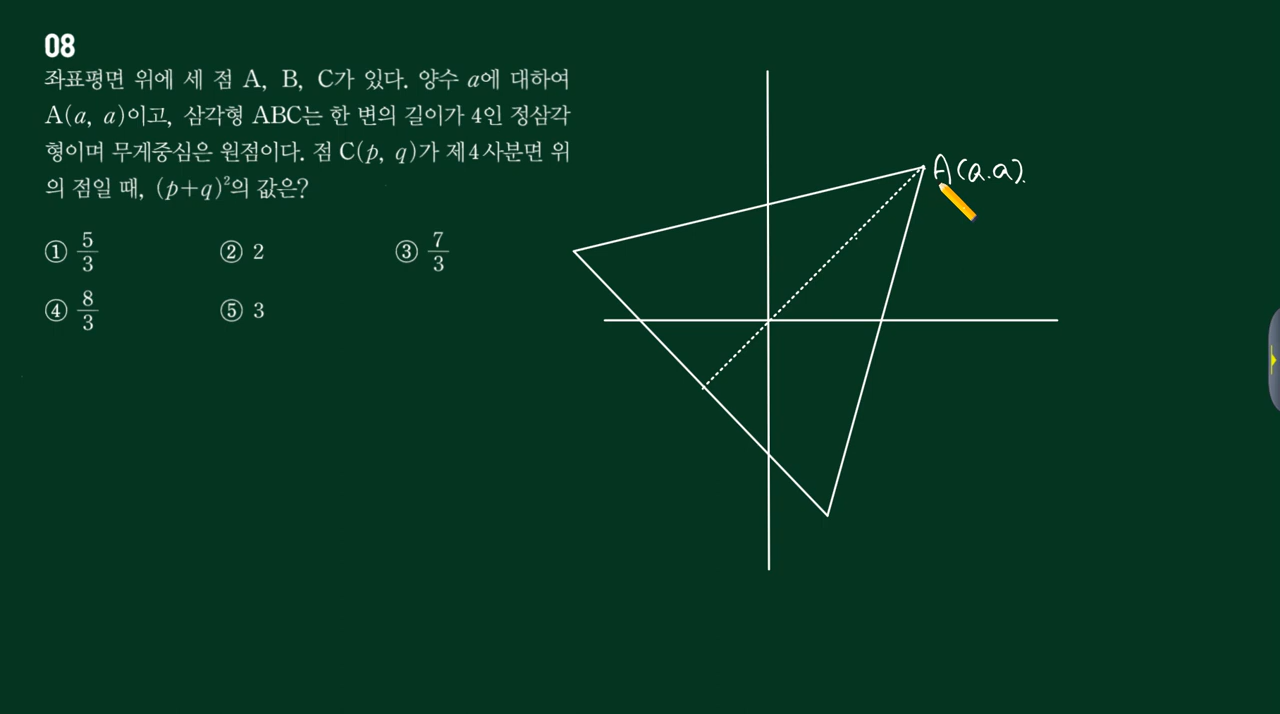 08
좌표평면 위에 세 점 A, B, C가 있다. 양수 a에 대하여
A(a, a)이고, 삼각형 ABC는 한 변의 길이가 4인 정삼각
형이며 무게중심은 원점이다. 점 C(p, q)가 제4사분면 위
의 점일 때, (p+q)²의 값은?
① 5/3 ② 2 ③ 7/3
④ 8/3 ⑤ 3
A(a.a).